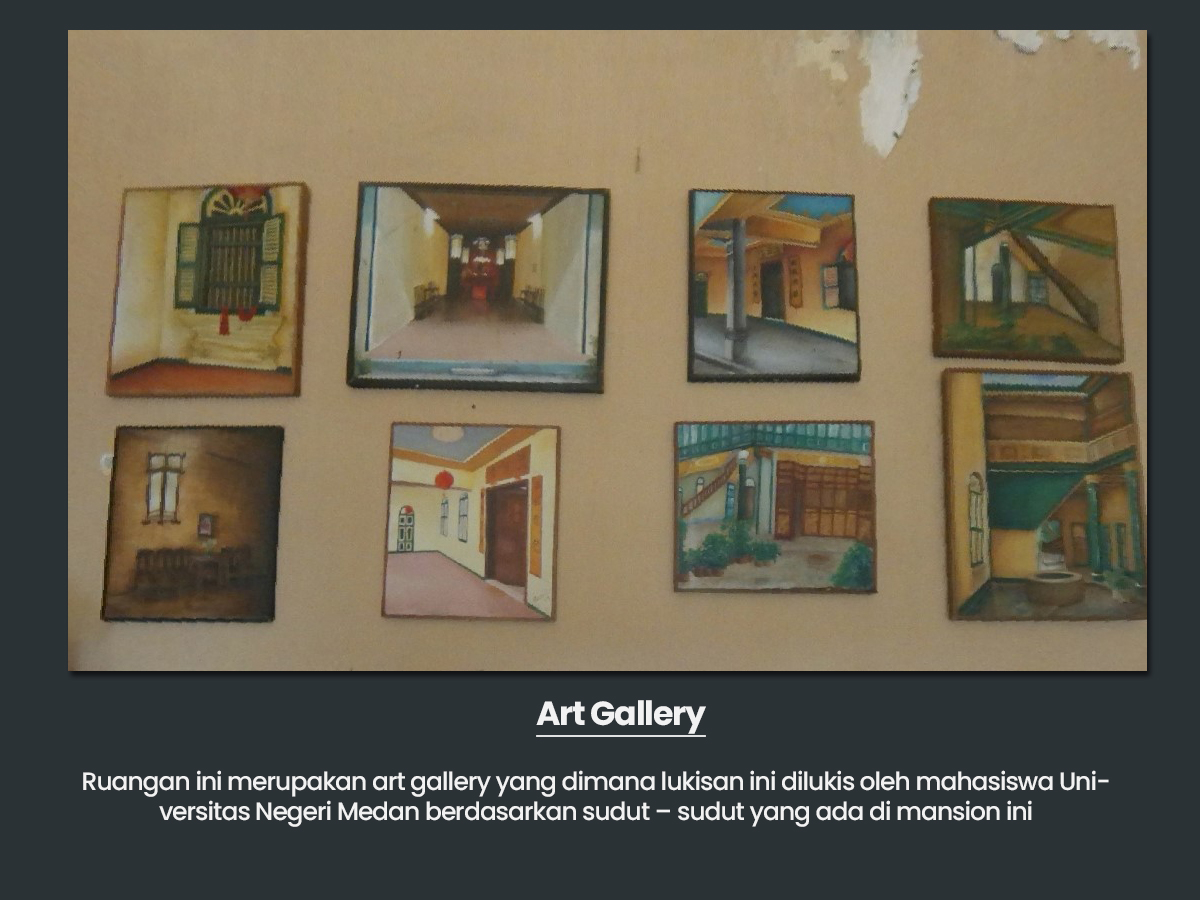 Art Gallery
Ruangan ini merupakan art gallery yang dimana lukisan ini dilukis oleh mahasiswa Uni-
versitas Negeri Medan berdasarkan sudut – sudut yang ada di mansion ini